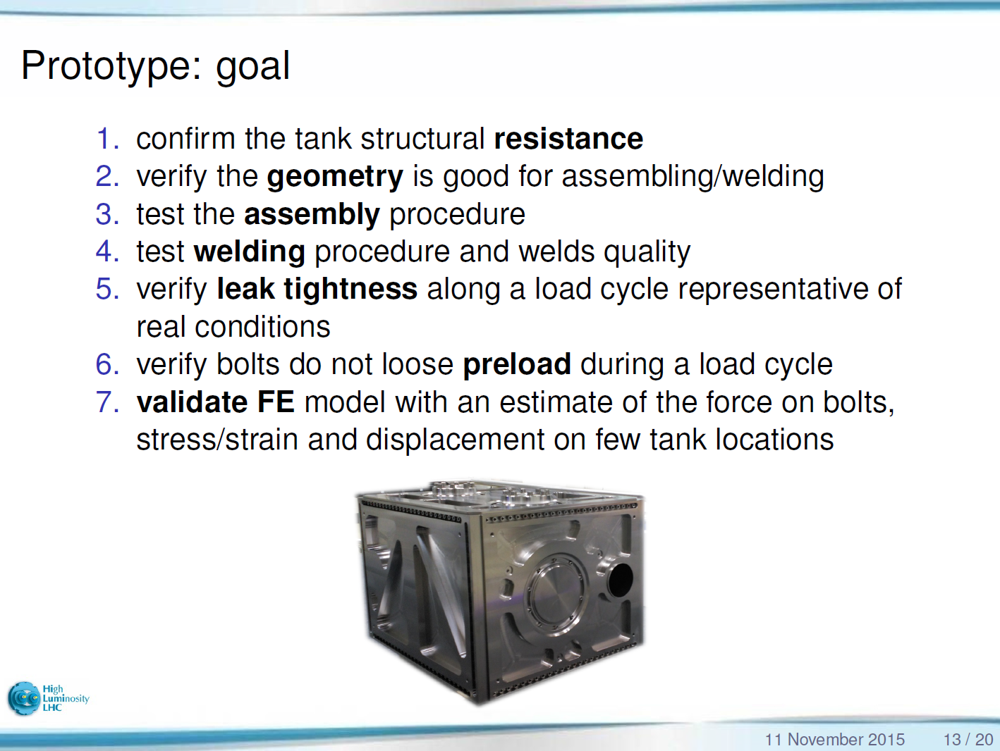 Prototype: goal
1. confirm the tank structural resistance
2. verify the geometry is good for assembling/welding
3. test the assembly procedure
4. test welding procedure and welds quality
5. verify leak tightness along a load cycle representative of
real conditions
6. verify bolts do not loose preload during a load cycle
7. validate FE model with an estimate of the force on bolts,
stress/strain and displacement on few tank locations
High
Luminosity
LHC
11 November 2015 13 / 20